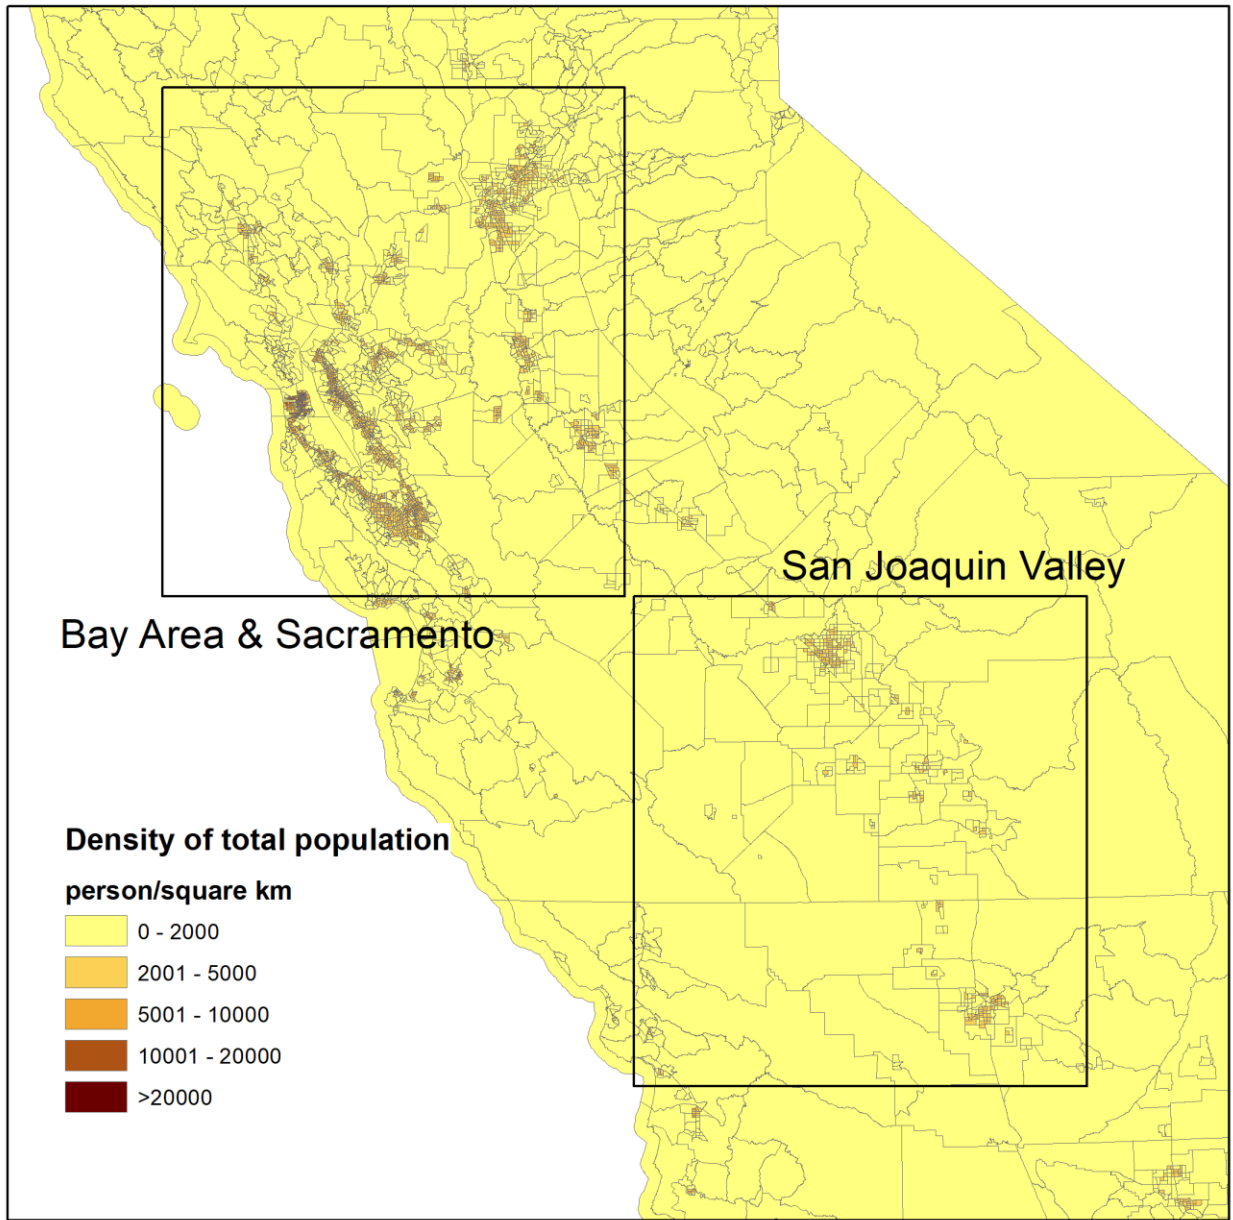 San Joaquin Valley
Bay Area & Sacramento
Density of total population
person/square km
0 - 2000
2001 - 5000
5001 - 10000
10001 - 20000
>20000